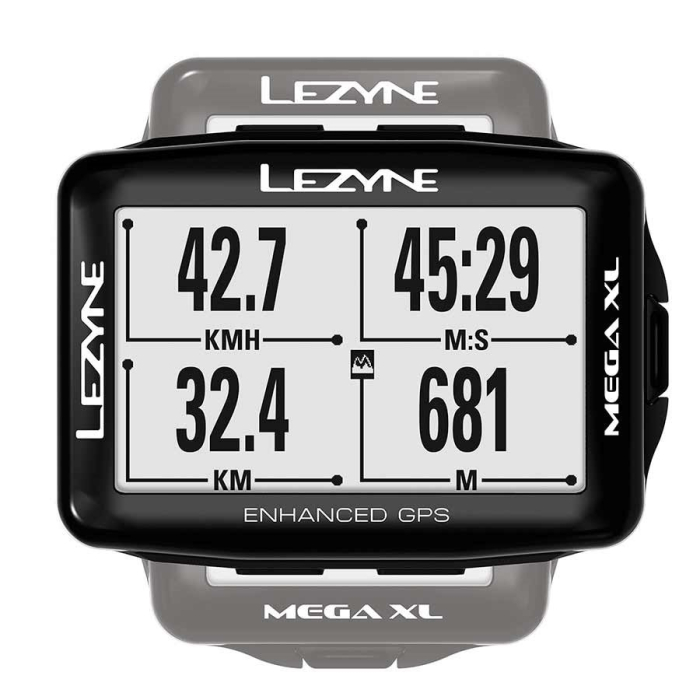 LEZYNE
LEZYNE
42.7
KMH
45:29
M:S
32.4
KM
681
M
LEZYNE
MEGA XL
ENHANCED GPS
MEGA XL